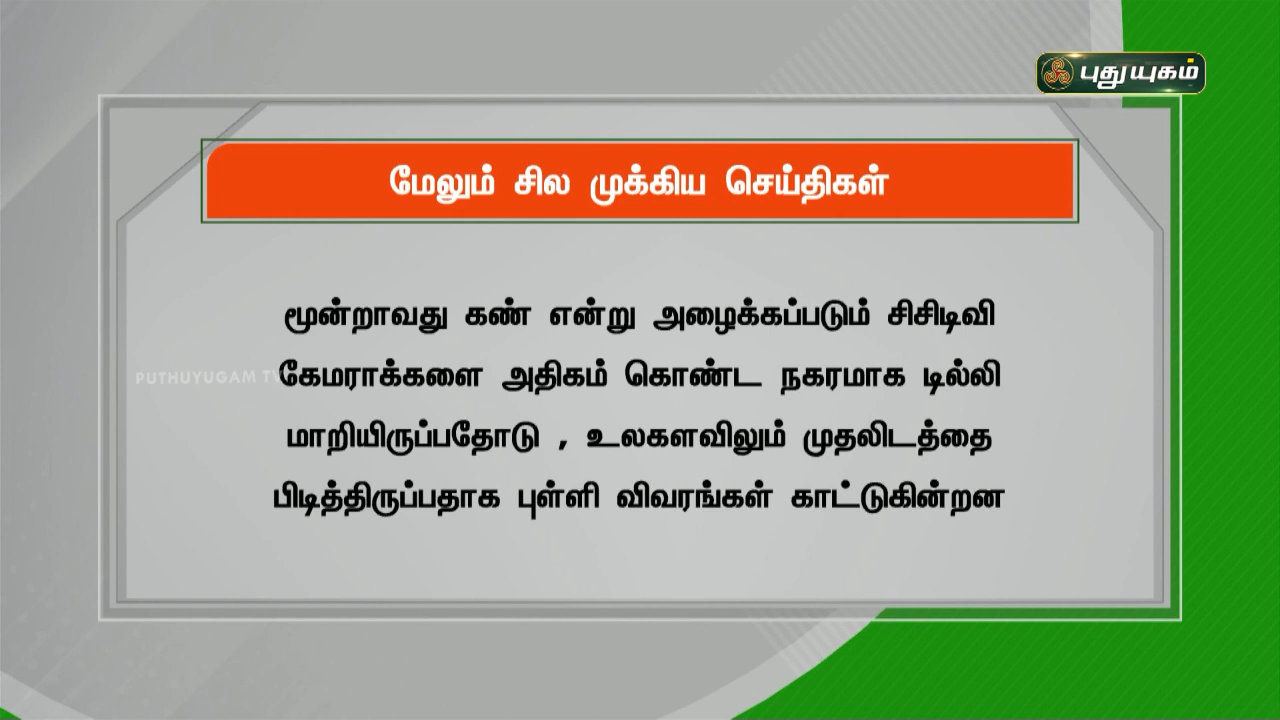 புதுயுகம்
மேலும் சில முக்கிய செய்திகள்
மூன்றாவது கண் என்று அழைக்கப்படும் சிசிடிவி
PUTHUYUGAM TV
கேமராக்களை அதிகம் கொண்ட நகரமாக டில்லி
மாறியிருப்பதோடு , உலகளவிலும் முதலிடத்தை
பிடித்திருப்பதாக புள்ளி விவரங்கள் காட்டுகின்றன